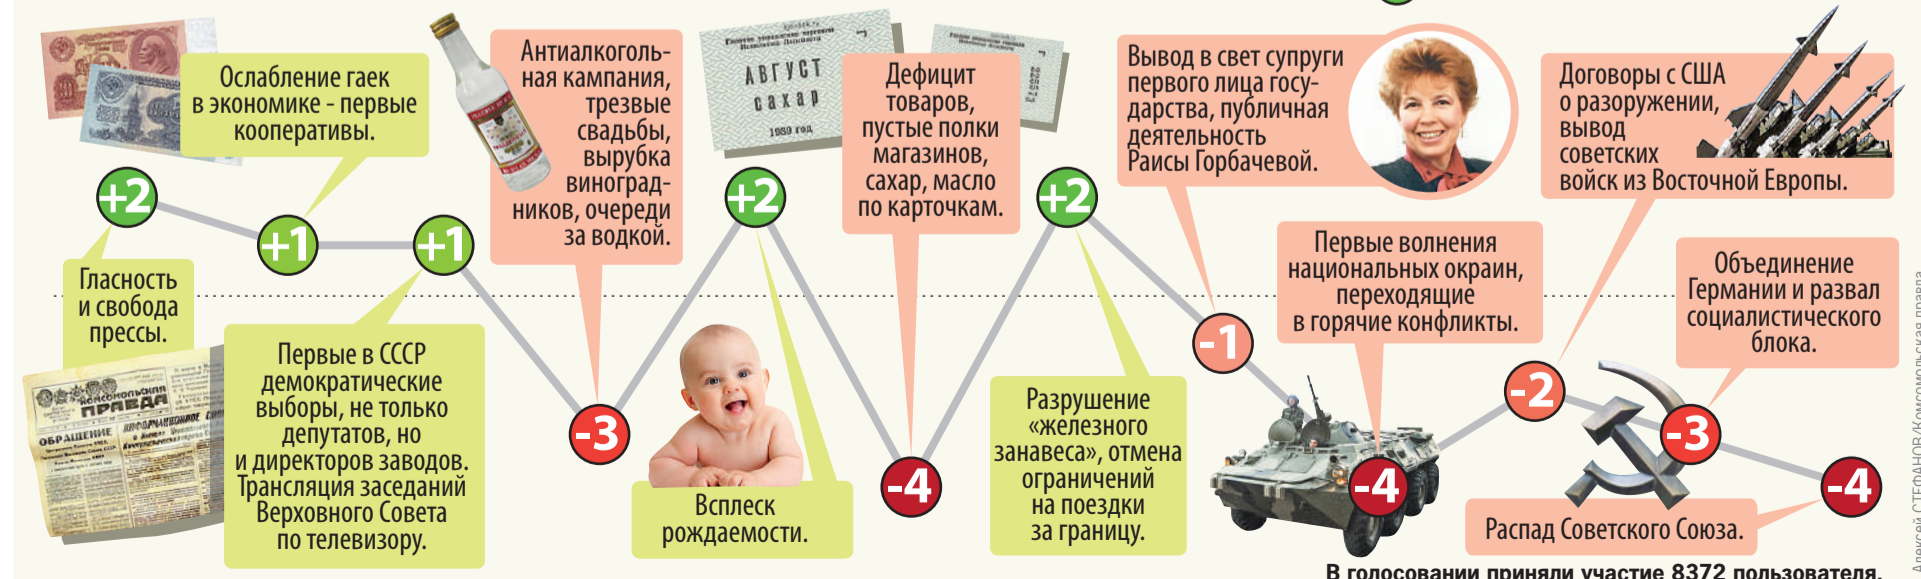 +2
Гласность
и свобода
прессы.
КОМСОМОЛЬСКАЯ
ПРАВДА
ОБРАЩЕНИЕ
+1
Ослабление гаек
в экономике - первые
кооперативы.
+1
Первые в СССР
демократические
выборы, не только
депутатов, но
и директоров заводов.
Трансляция заседаний
Верховного Совета
по телевизору.
-3
Антиалкоголь-
ная кампания,
трезвые
свадьбы,
вырубка
виноград-
ников, очереди
за водкой.
+2
Всплеск
рождаемости.
АВГУСТ
сахар
1989 год
-4
Дефицит
товаров,
пустые полки
магазинов,
сахар, масло
по карточкам.
+2
Разрушение
«железного
занавеса», отмена
ограничений
на поездки
за границу.
-1
Вывод в свет супруги
первого лица госу-
дарства, публичная
деятельность
Раисы Горбачевой.
-4
Первые волнения
национальных окраин,
переходящие
в горячие конфликты.
-2
Договоры с США
о разоружении,
вывод
советских
войск из Восточной Европы.
-3
Объединение
Германии и развал
социалистического
блока.
-4
Распад Советского Союза.
В голосовании приняли участие 8372 пользователя.
Алексей СТЕФАНОВ/Комсомольская правда